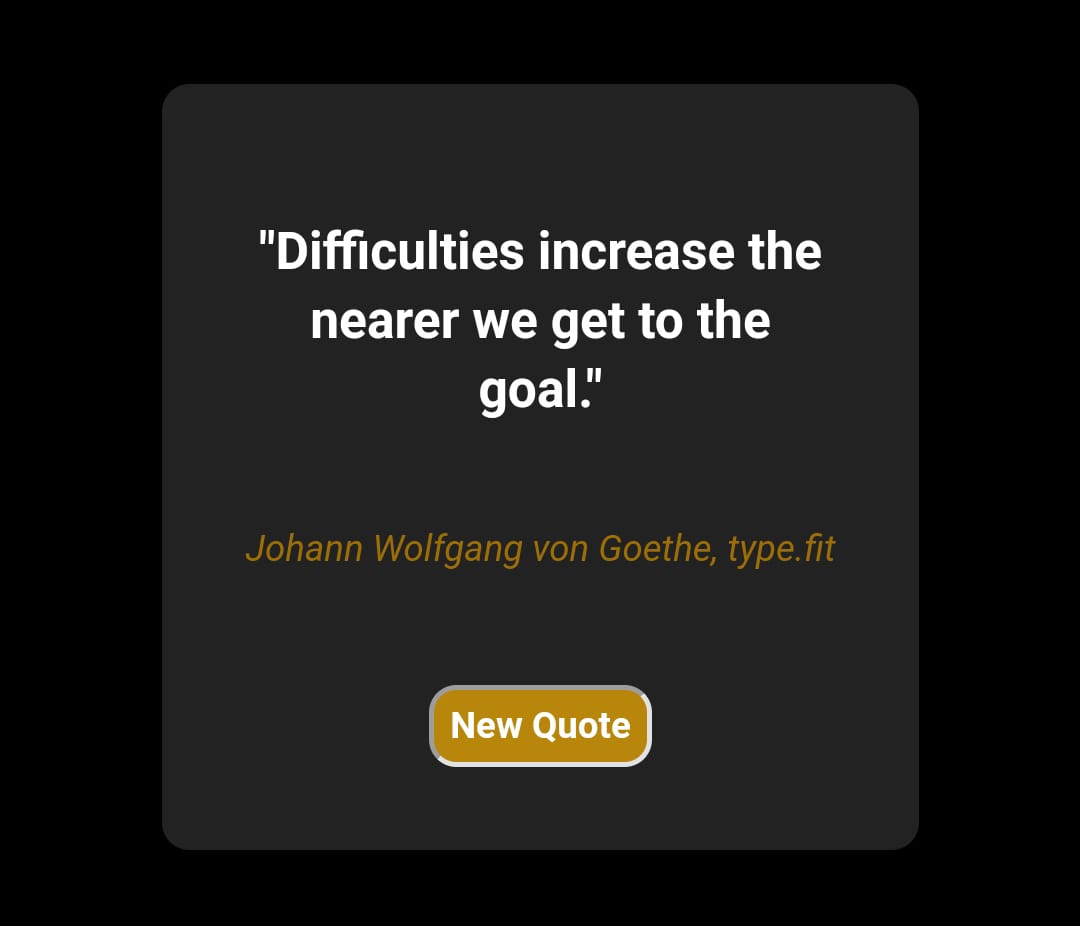 "Difficulties increase the
nearer we get to the
goal."
Johann Wolfgang von Goethe, type.fit
New Quote